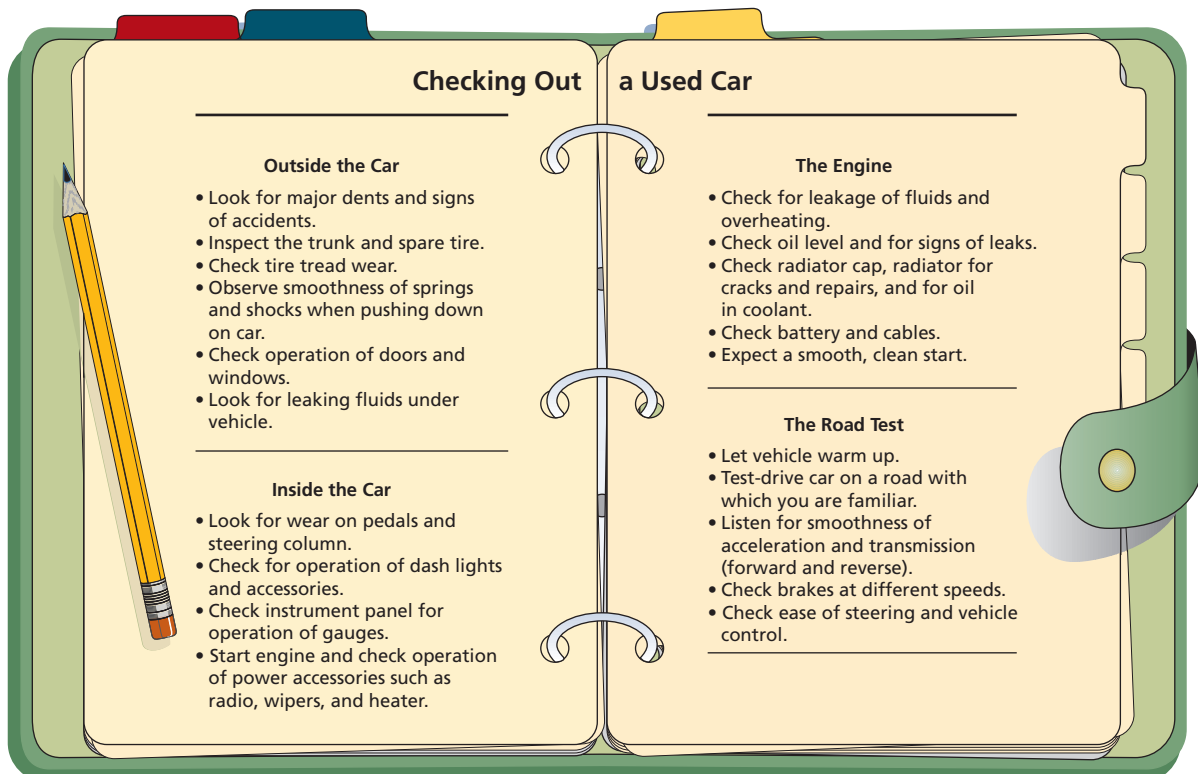 Checking Out a Used Car
Outside the Car
• Look for major dents and signs
of accidents.
• Inspect the trunk and spare tire.
• Check tire tread wear.
• Observe smoothness of springs
and shocks when pushing down
on car.
• Check operation of doors and
windows.
• Look for leaking fluids under
vehicle.
Inside the Car
• Look for wear on pedals and
steering column.
• Check for operation of dash lights
and accessories.
• Check instrument panel for
operation of gauges.
• Start engine and check operation
of power accessories such as
radio, wipers, and heater.
The Engine
• Check for leakage of fluids and
overheating.
• Check oil level and for signs of leaks.
• Check radiator cap, radiator for
cracks and repairs, and for oil
in coolant.
• Check battery and cables.
• Expect a smooth, clean start.
The Road Test
• Let vehicle warm up.
• Test-drive car on a road with
which you are familiar.
• Listen for smoothness of
acceleration and transmission
(forward and reverse).
• Check brakes at different speeds.
• Check ease of steering and vehicle
control.